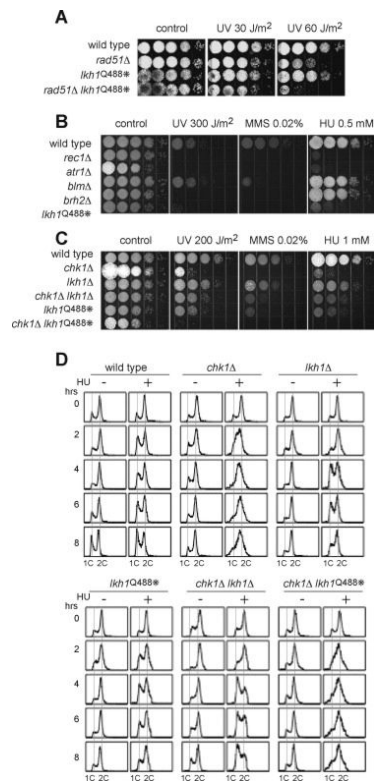 A
control UV 30 J/m² UV 60 J/m²
wild type
rad51Δ
lkh1Q488*
rad51Δ lkh1Q488*
B
control UV 300 J/m² MMS 0.02% HU 0.5 mM
wild type
rec1Δ
atr1Δ
blmΔ
brh2Δ
lkh1Q488*
C
control UV 200 J/m² MMS 0.02% HU 1 mM
wild type
chk1Δ
lkh1Δ
chk1Δ lkh1Δ
lkh1Q488*
chk1Δ lkh1Q488*
D
wild type chk1Δ lkh1Δ
HU - + - + - +
hrs
0
2
4
6
8
1C 2C 1C 2C 1C 2C 1C 2C 1C 2C 1C 2C
lkh1Q488* chk1Δ lkh1Δ chk1Δ lkh1Q488*
HU - + - + - +
hrs
0
2
4
6
8
1C 2C 1C 2C 1C 2C 1C 2C 1C 2C 1C 2C